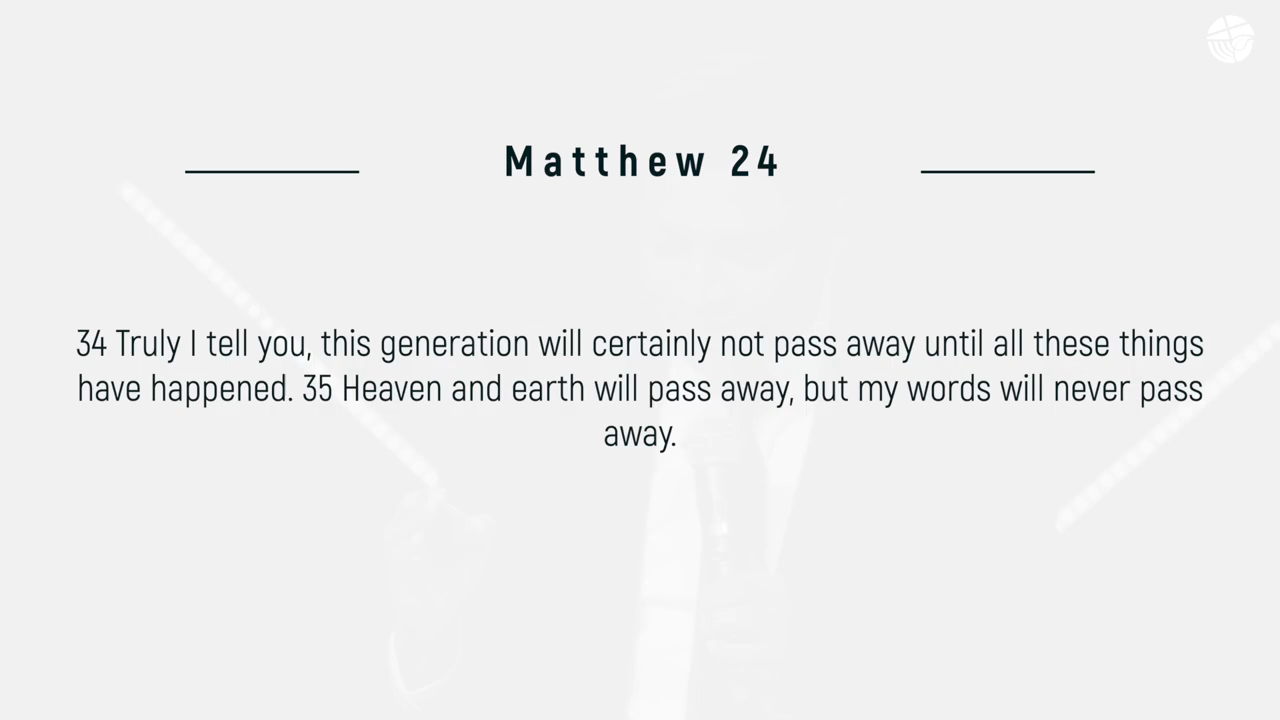 Matthew 24
34 Truly I tell you, this generation will certainly not pass away until all these things
have happened. 35 Heaven and earth will pass away, but my words will never pass
away.